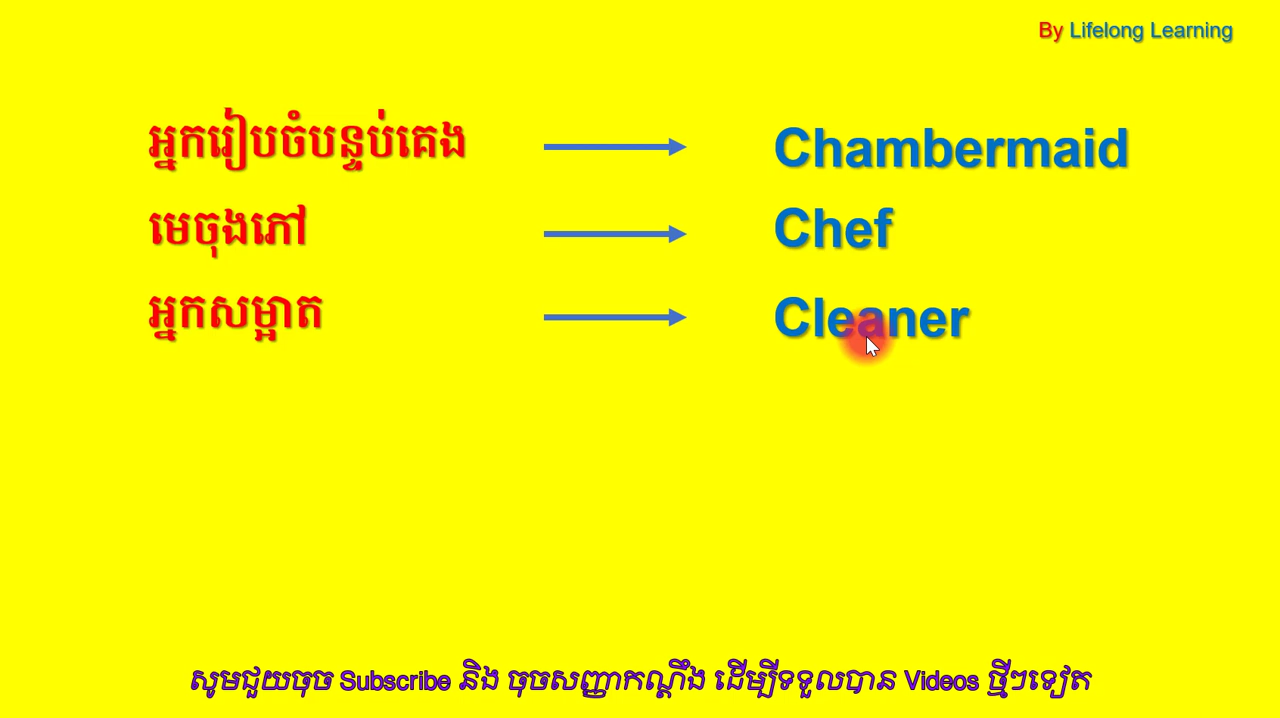 By Lifelong Learning
អ្នករៀបចំបន្ទប់គេង Chambermaid
មេចុងភៅ Chef
អ្នកសម្អាត Cleaner
សូមជួយចុច Subscribe និង ចុចសញ្ញាកណ្ដឹង ដើម្បីទទួលបាន Videos ថ្មីៗទៀត